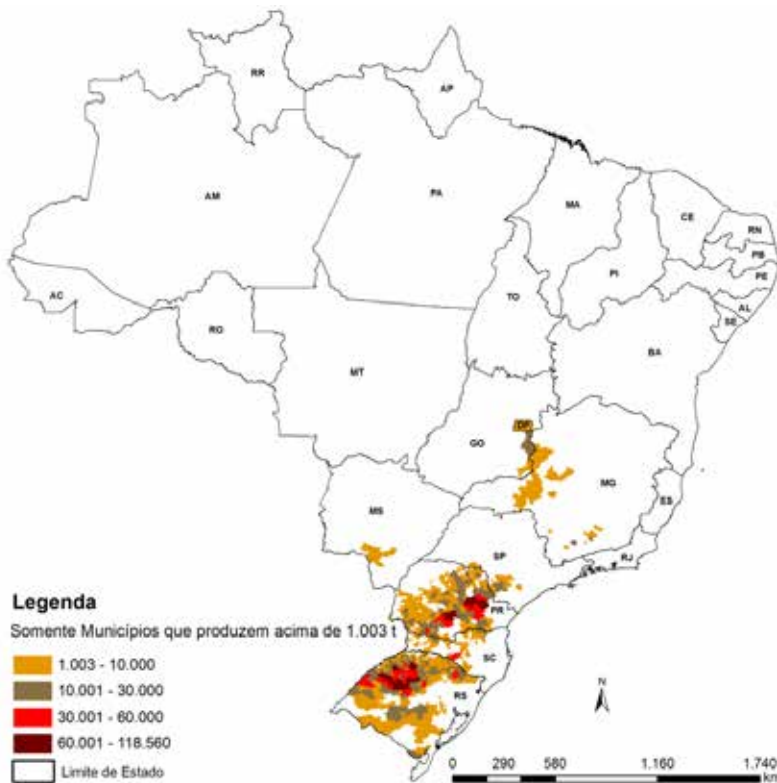 RR
AP
AM
PA
MA
CE
RN
PB
PE
AL
SE
PI
AC
TO
RO
BA
MT
DF
GO
MG
ES
MS
SP
RJ
PR
SC
RS
Legenda
Somente Municípios que produzem acima de 1.003 t
1.003 - 10.000
10.001 - 30.000
30.001 - 60.000
60.001 - 118.560
Limite de Estado
N
0 290 580 1.160 1.740
km